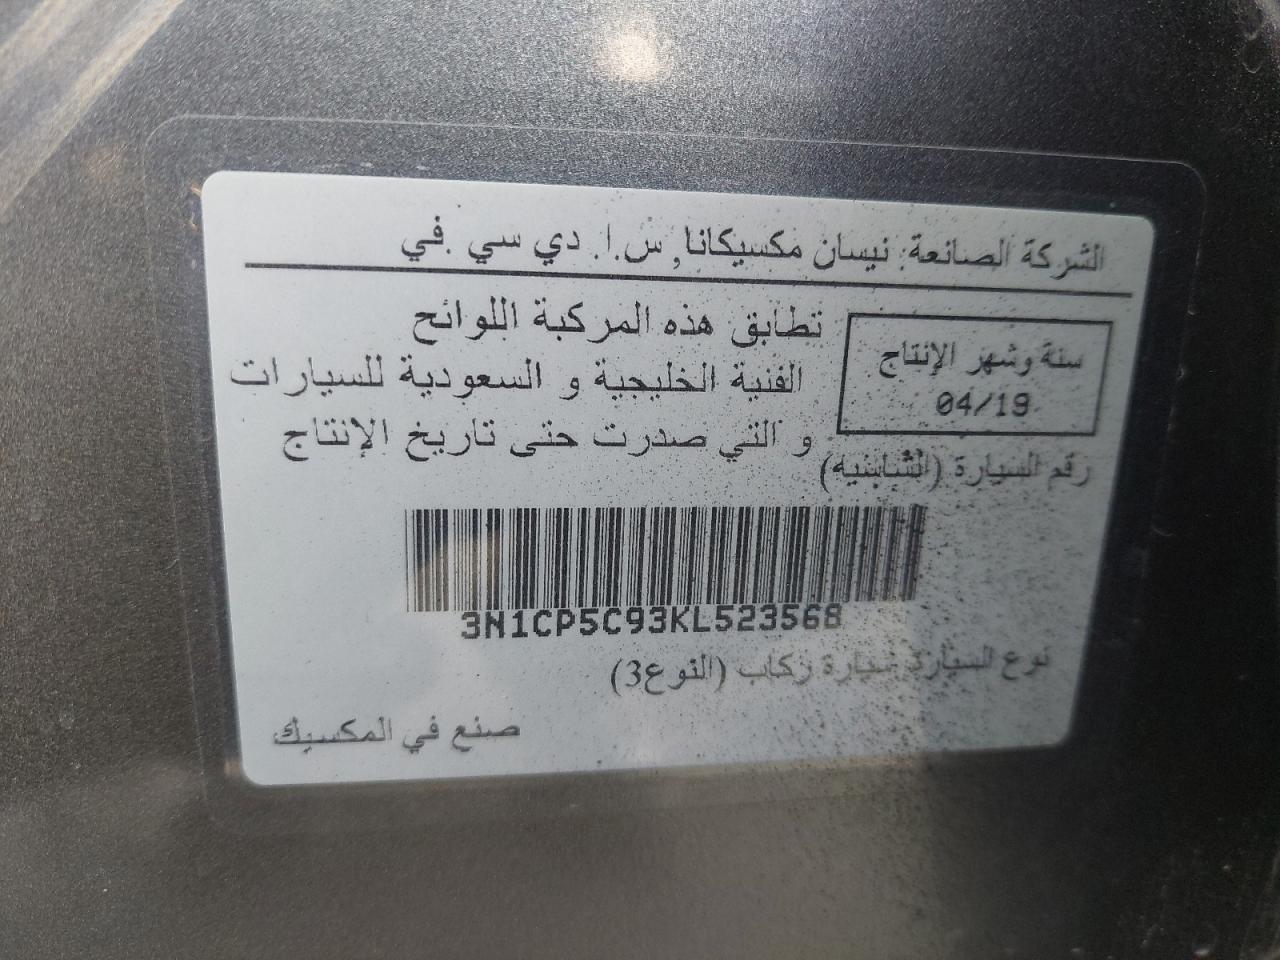 الشركة الصانعة: نيسان مكسيكانا, س.ا. دي سي .في
تطابق هذه المركبة اللوائح
الفنية الخليجية و السعودية للسيارات
و التي صدرت حتى تاريخ الإنتاج
سنة وشهر الإنتاج
04/19
رقم السيارة (الشابنيه)
3N1CP5C93KL523568
نوع السيارة: سيارة ركاب (النوع3)
صنع في المكسيك